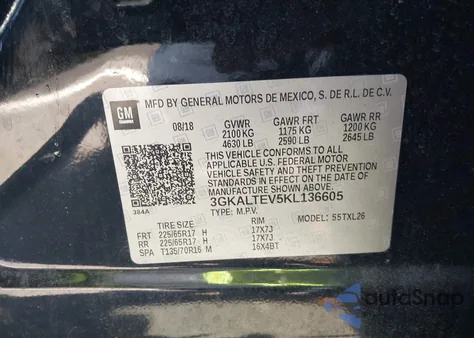 GM
MFD BY GENERAL MOTORS DE MEXICO, S. DE R.L. DE C.V.
08/18 GVWR GAWR FRT GAWR RR
2100 KG 1175 KG 1200 KG
4630 LB 2590 LB 2645 LB
THIS VEHICLE CONFORMS TO ALL
APPLICABLE U.S. FEDERAL MOTOR
VEHICLE SAFETY, BUMPER, AND THEFT
PREVENTION STANDARDS IN EFFECT ON
THE DATE OF MANUFACTURE SHOWN ABOVE.
384A 3GKALTEV5KL136605
TYPE: M.P.V. MODEL: 55TXL26
TIRE SIZE RIM
FRT 225/65R17 H 17X7J
RR 225/65R17 H 17X7J
SPA T135/70R16 M 16X4BT
autoSnap